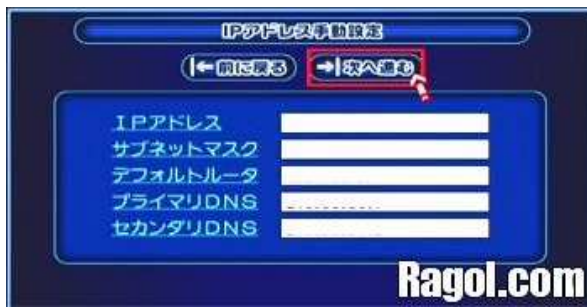 IPアドレス手動設定
前に戻る
次へ進む
IPアドレス
サブネットマスク
デフォルトルータ
プライマリDNS
セカンダリDNS
Ragol.com